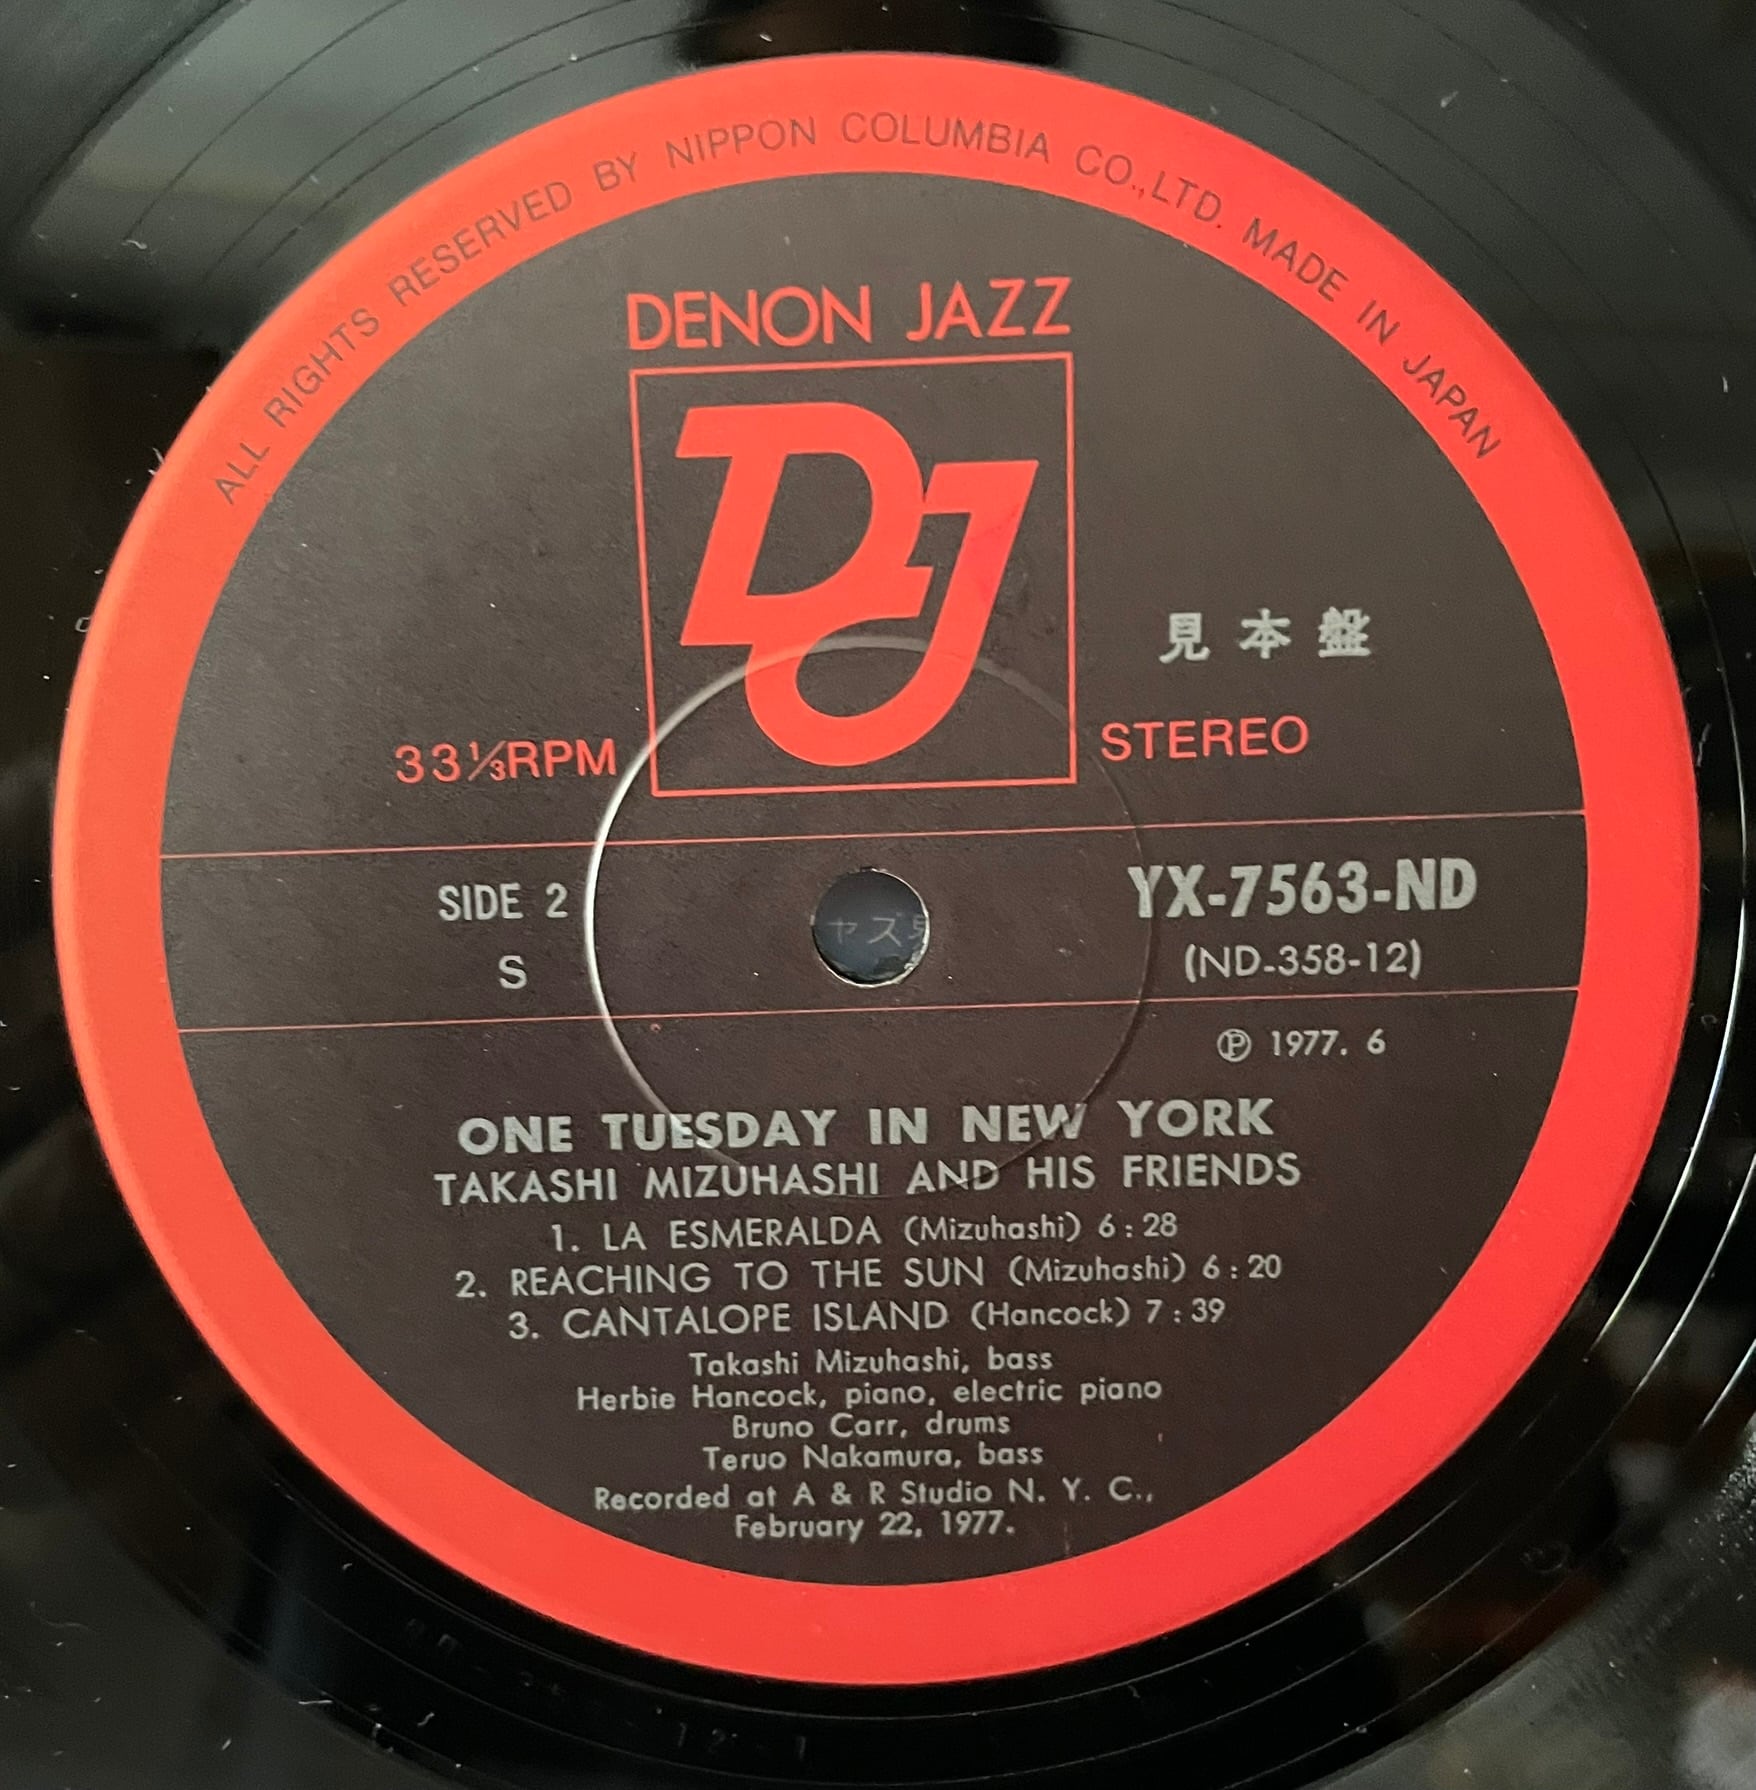 ALL RIGHTS RESERVED BY NIPPON COLUMBIA CO.,LTD. MADE IN JAPAN
DENON JAZZ
DJ
見本盤
33⅓RPM
STEREO
SIDE 2
S
ヤズ
YX-7563-ND
(ND-358-12)
Ⓟ 1977. 6
ONE TUESDAY IN NEW YORK
TAKASHI MIZUHASHI AND HIS FRIENDS
1. LA ESMERALDA (Mizuhashi) 6:28
2. REACHING TO THE SUN (Mizuhashi) 6:20
3. CANTALOPE ISLAND (Hancock) 7:39
Takashi Mizuhashi, bass
Herbie Hancock, piano, electric piano
Bruno Carr, drums
Teruo Nakamura, bass
Recorded at A & R Studio N. Y. C.,
February 22, 1977.